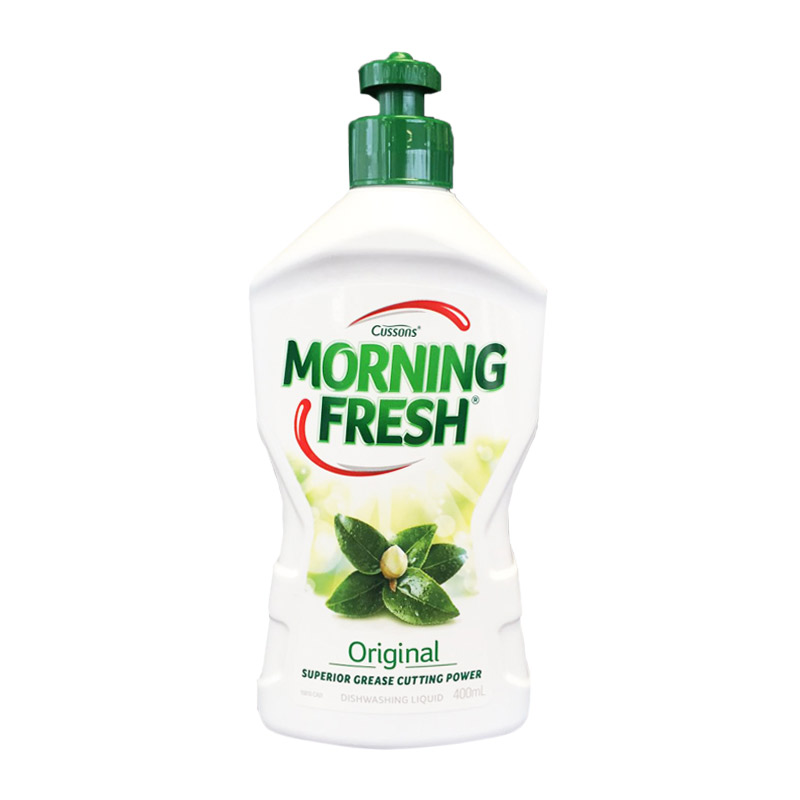 Cussons®
MORNING
FRESH®
Original
SUPERIOR GREASE CUTTING POWER
DISHWASHING LIQUID 400mL